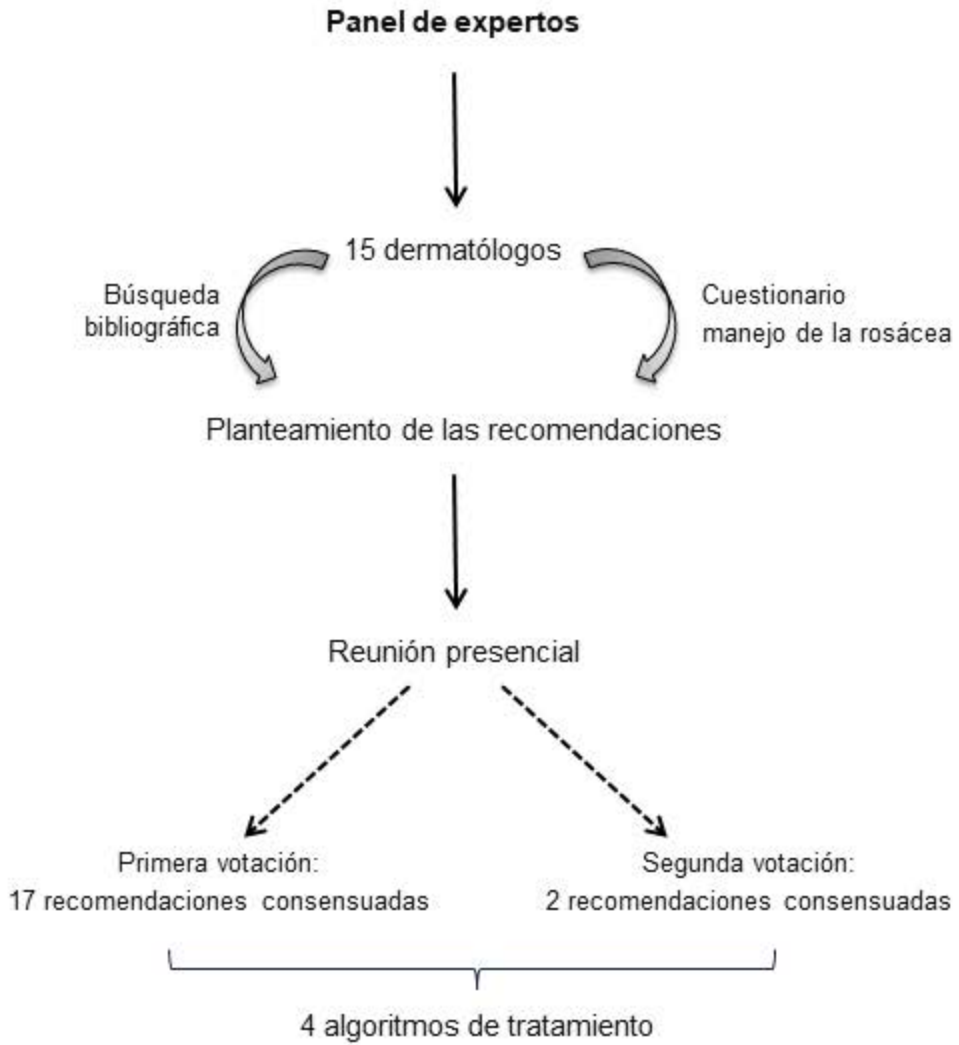 Panel de expertos
15 dermatólogos
Búsqueda
bibliográfica
Cuestionario
manejo de la rosácea
Planteamiento de las recomendaciones
Reunión presencial
Primera votación:
17 recomendaciones consensuadas
Segunda votación:
2 recomendaciones consensuadas
4 algoritmos de tratamiento